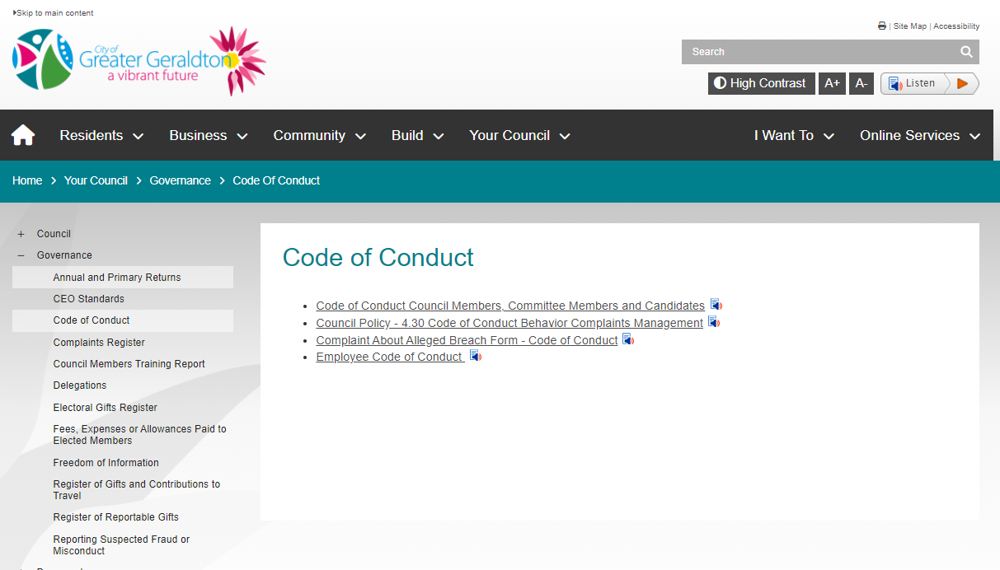 Skip to main content
City of
Greater Geraldton
a vibrant future
| Site Map | Accessibility
Search
High Contrast A+ A- Listen
Residents Business Community Build Your Council I Want To Online Services
Home > Your Council > Governance > Code Of Conduct
+ Council
– Governance
Annual and Primary Returns
CEO Standards
Code of Conduct
Complaints Register
Council Members Training Report
Delegations
Electoral Gifts Register
Fees, Expenses or Allowances Paid to
Elected Members
Freedom of Information
Register of Gifts and Contributions to
Travel
Register of Reportable Gifts
Reporting Suspected Fraud or
Misconduct
Code of Conduct
• Code of Conduct Council Members, Committee Members and Candidates
• Council Policy - 4.30 Code of Conduct Behavior Complaints Management
• Complaint About Alleged Breach Form - Code of Conduct
• Employee Code of Conduct